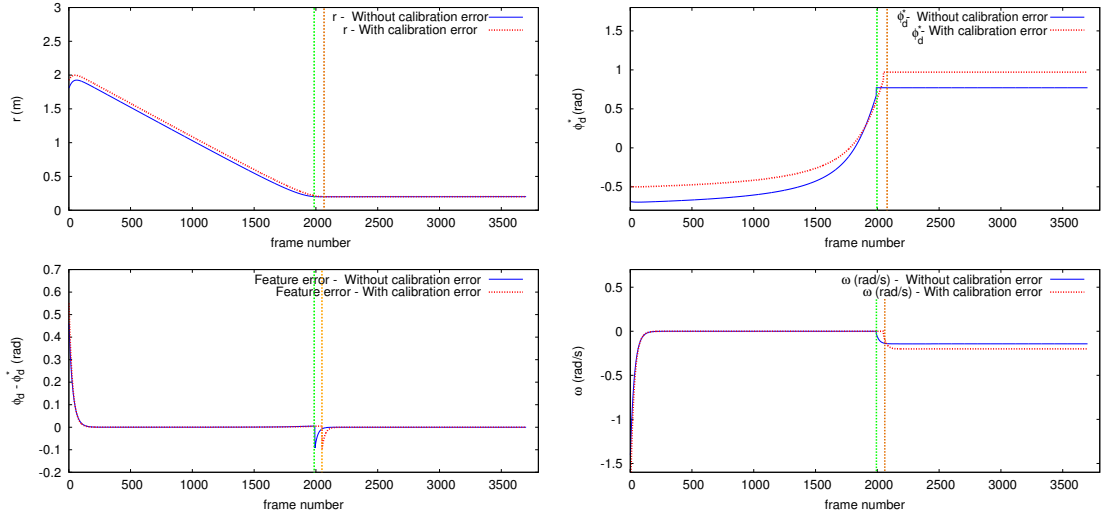 r - Without calibration error
r - With calibration error
3
2.5
2
1.5
1
0.5
0
r (m)
0 500 1000 1500 2000 2500 3000 3500
frame number
ϕd*- Without calibration error
ϕd*- With calibration error
1.5
1
0.5
0
-0.5
ϕd* (rad)
0 500 1000 1500 2000 2500 3000 3500
frame number
Feature error - Without calibration error
Feature error - With calibration error
0.7
0.6
0.5
0.4
0.3
0.2
0.1
0
-0.1
-0.2
ϕd - ϕd* (rad)
0 500 1000 1500 2000 2500 3000 3500
frame number
ω (rad/s) - Without calibration error
ω (rad/s) - With calibration error
0.5
0
-0.5
-1
-1.5
ω (rad/s)
0 500 1000 1500 2000 2500 3000 3500
frame number